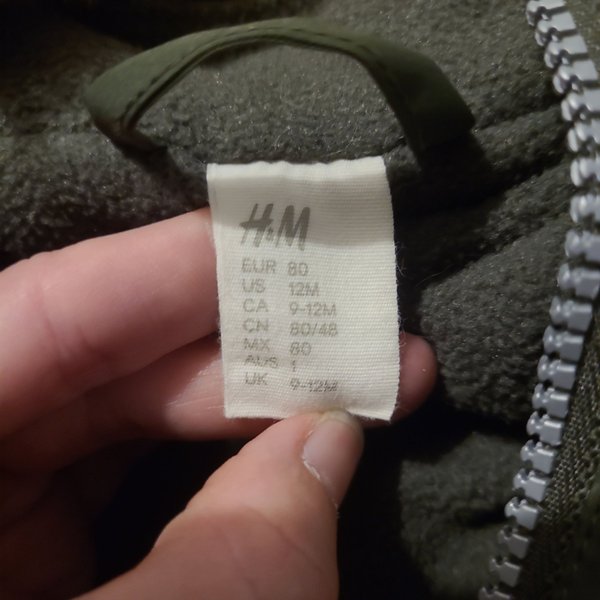 H&M
EUR 80
US 12M
CA 9-12M
CN 80/48
MX 80
AUS 1
UK 9-12M